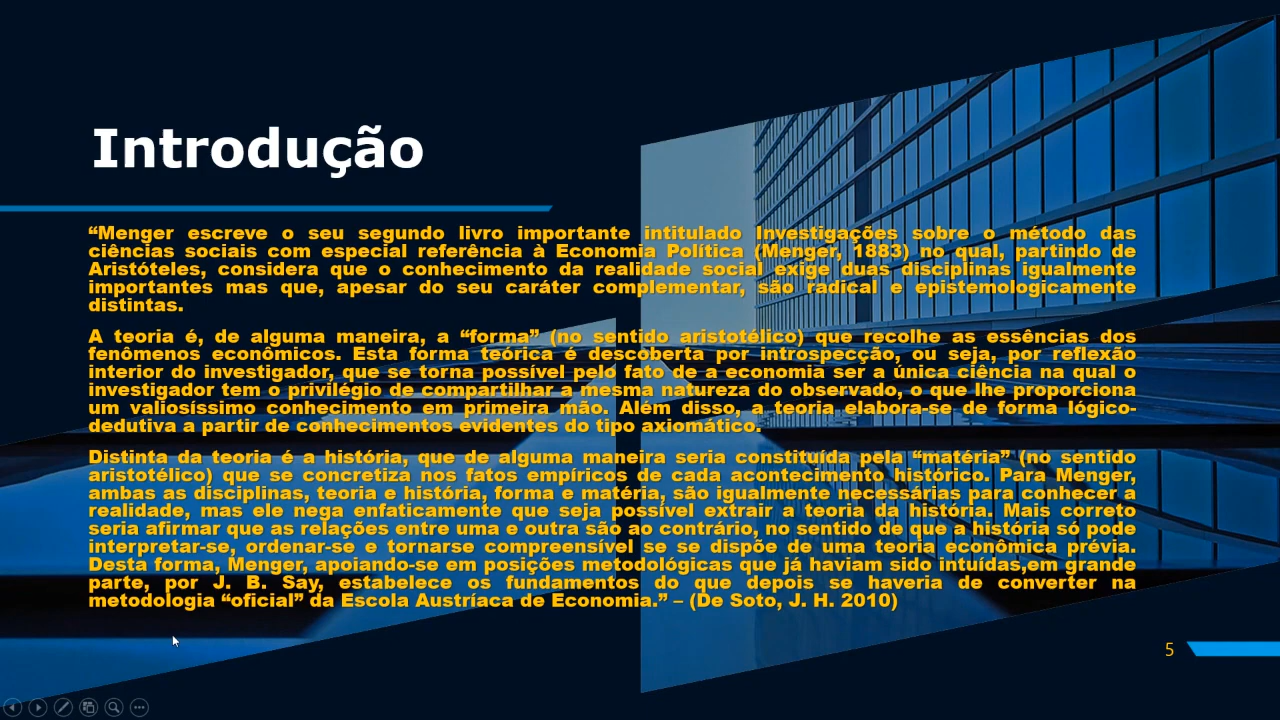 Introdução
“Menger escreve o seu segundo livro importante intitulado Investigações sobre o método das
ciências sociais com especial referência à Economia Política (Menger, 1883) no qual, partindo de
Aristóteles, considera que o conhecimento da realidade social exige duas disciplinas igualmente
importantes mas que, apesar do seu caráter complementar, são radical e epistemologicamente
distintas.
A teoria é, de alguma maneira, a “forma” (no sentido aristotélico) que recolhe as essências dos
fenômenos econômicos. Esta forma teórica é descoberta por introspecção, ou seja, por reflexão
interior do investigador, que se torna possível pelo fato de a economia ser a única ciência na qual o
investigador tem o privilégio de compartilhar a mesma natureza do observado, o que lhe proporciona
um valiosíssimo conhecimento em primeira mão. Além disso, a teoria elabora-se de forma lógico-
dedutiva a partir de conhecimentos evidentes do tipo axiomático.
Distinta da teoria é a história, que de alguma maneira seria constituída pela “matéria” (no sentido
aristotélico) que se concretiza nos fatos empíricos de cada acontecimento histórico. Para Menger,
ambas as disciplinas, teoria e história, forma e matéria, são igualmente necessárias para conhecer a
realidade, mas ele nega enfaticamente que seja possível extrair a teoria da história. Mais correto
seria afirmar que as relações entre uma e outra são ao contrário, no sentido de que a história só pode
interpretar-se, ordenar-se e tornarse compreensível se se dispõe de uma teoria econômica prévia.
Desta forma, Menger, apoiando-se em posições metodológicas que já haviam sido intuídas,em grande
parte, por J. B. Say, estabelece os fundamentos do que depois se haveria de converter na
metodologia “oficial” da Escola Austríaca de Economia.” – (De Soto, J. H. 2010)
5